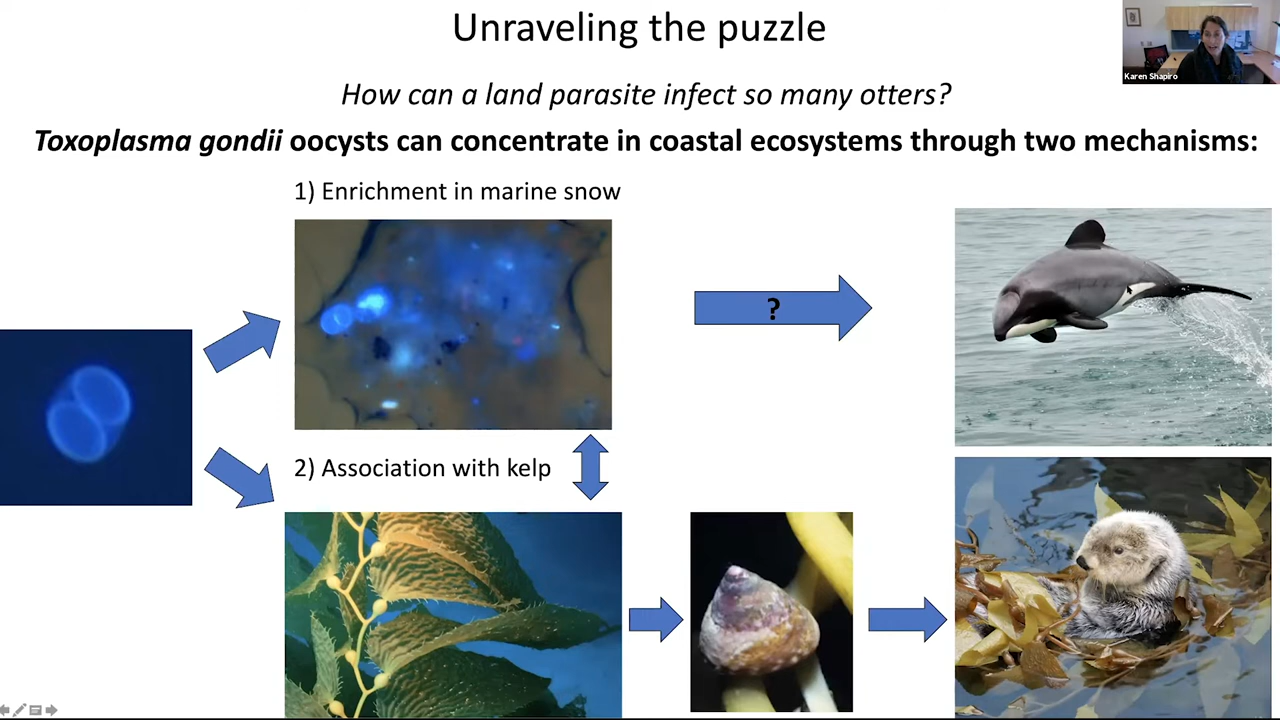 Unraveling the puzzle
Karen Shapiro
How can a land parasite infect so many otters?
Toxoplasma gondii oocysts can concentrate in coastal ecosystems through two mechanisms:
1) Enrichment in marine snow
?
2) Association with kelp